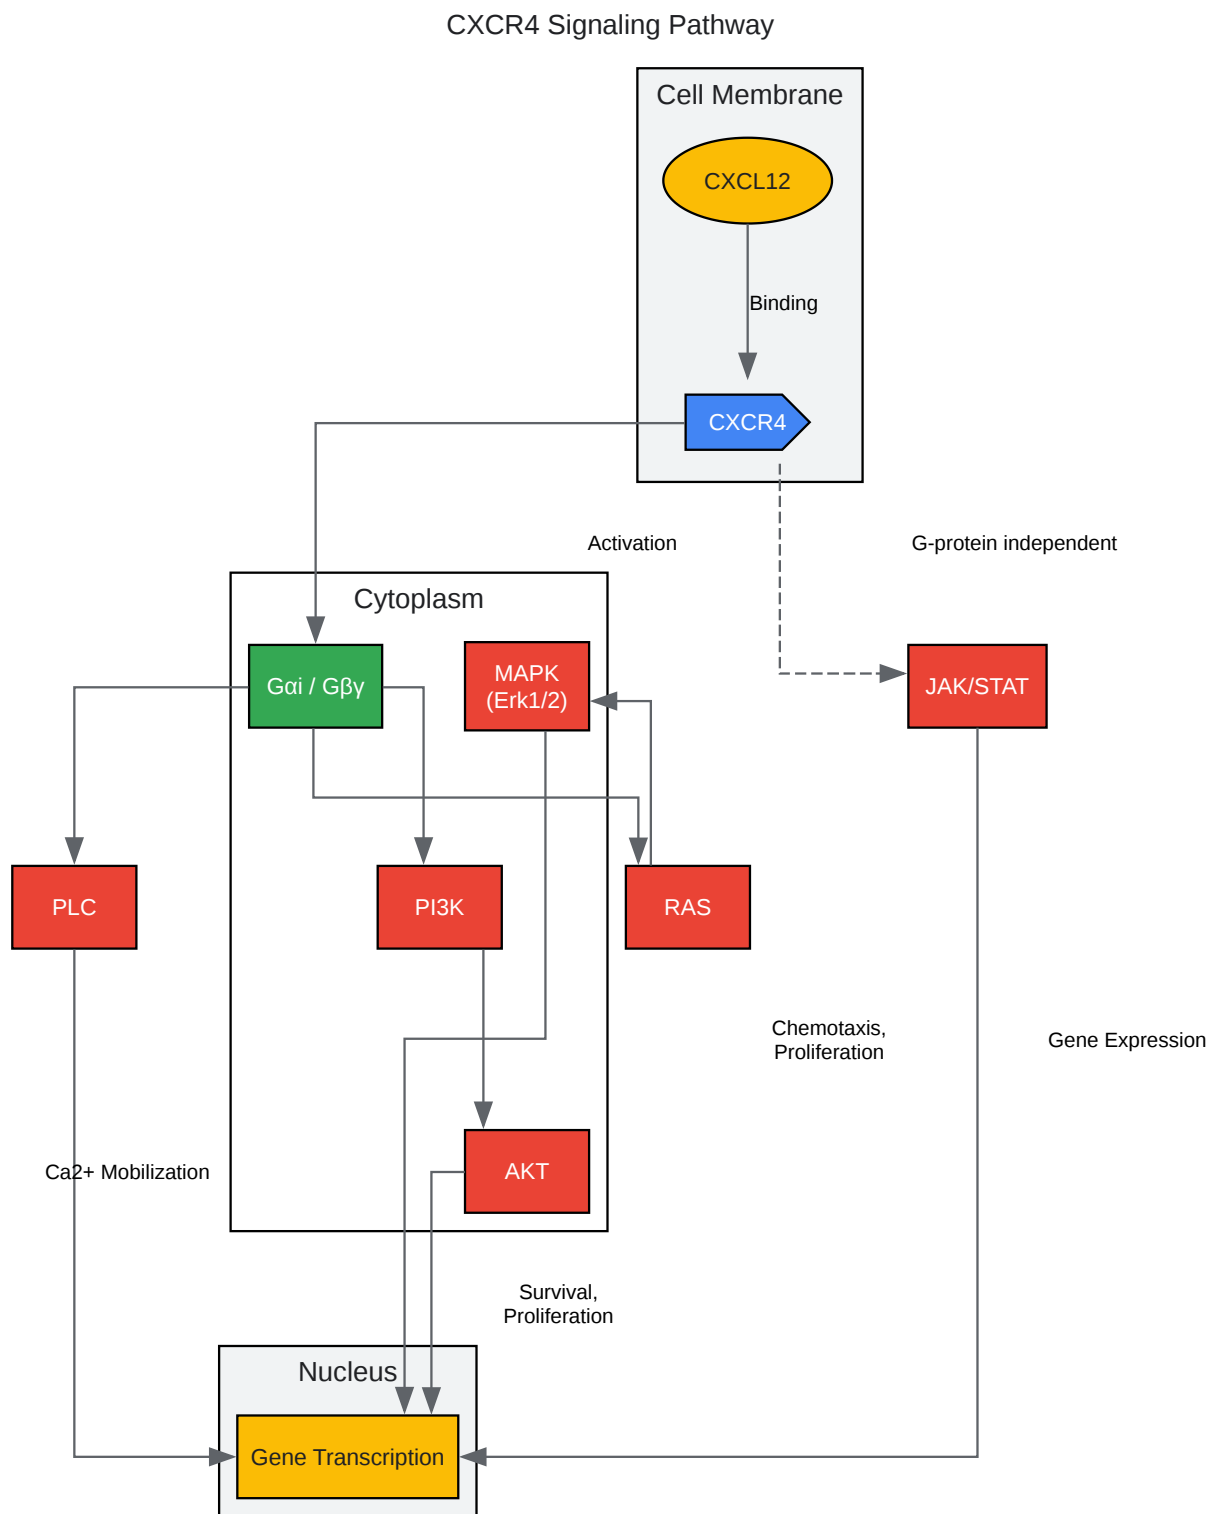 CXCR4 Signaling Pathway
Cell Membrane
CXCL12
Binding
CXCR4
Activation
G-protein independent
Cytoplasm
Gαi / Gβγ
MAPK
(Erk1/2)
JAK/STAT
PLC
PI3K
RAS
Chemotaxis,
Proliferation
Gene Expression
Ca2+ Mobilization
AKT
Survival,
Proliferation
Nucleus
Gene Transcription